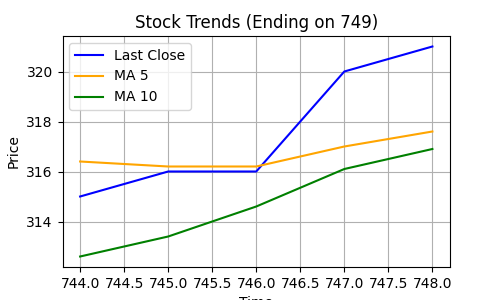 Stock Trends (Ending on 749)
Last Close
MA 5
MA 10
Price
320
318
316
314
744.0 744.5 745.0 745.5 746.0 746.5 747.0 747.5 748.0
Time